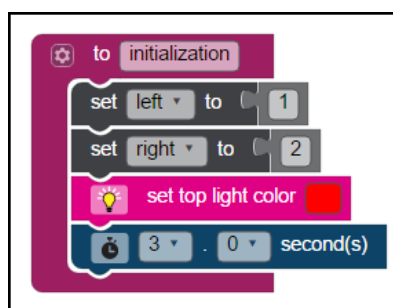 to initialization
set left to 1
set right to 2
set top light color
3 . 0 second(s)